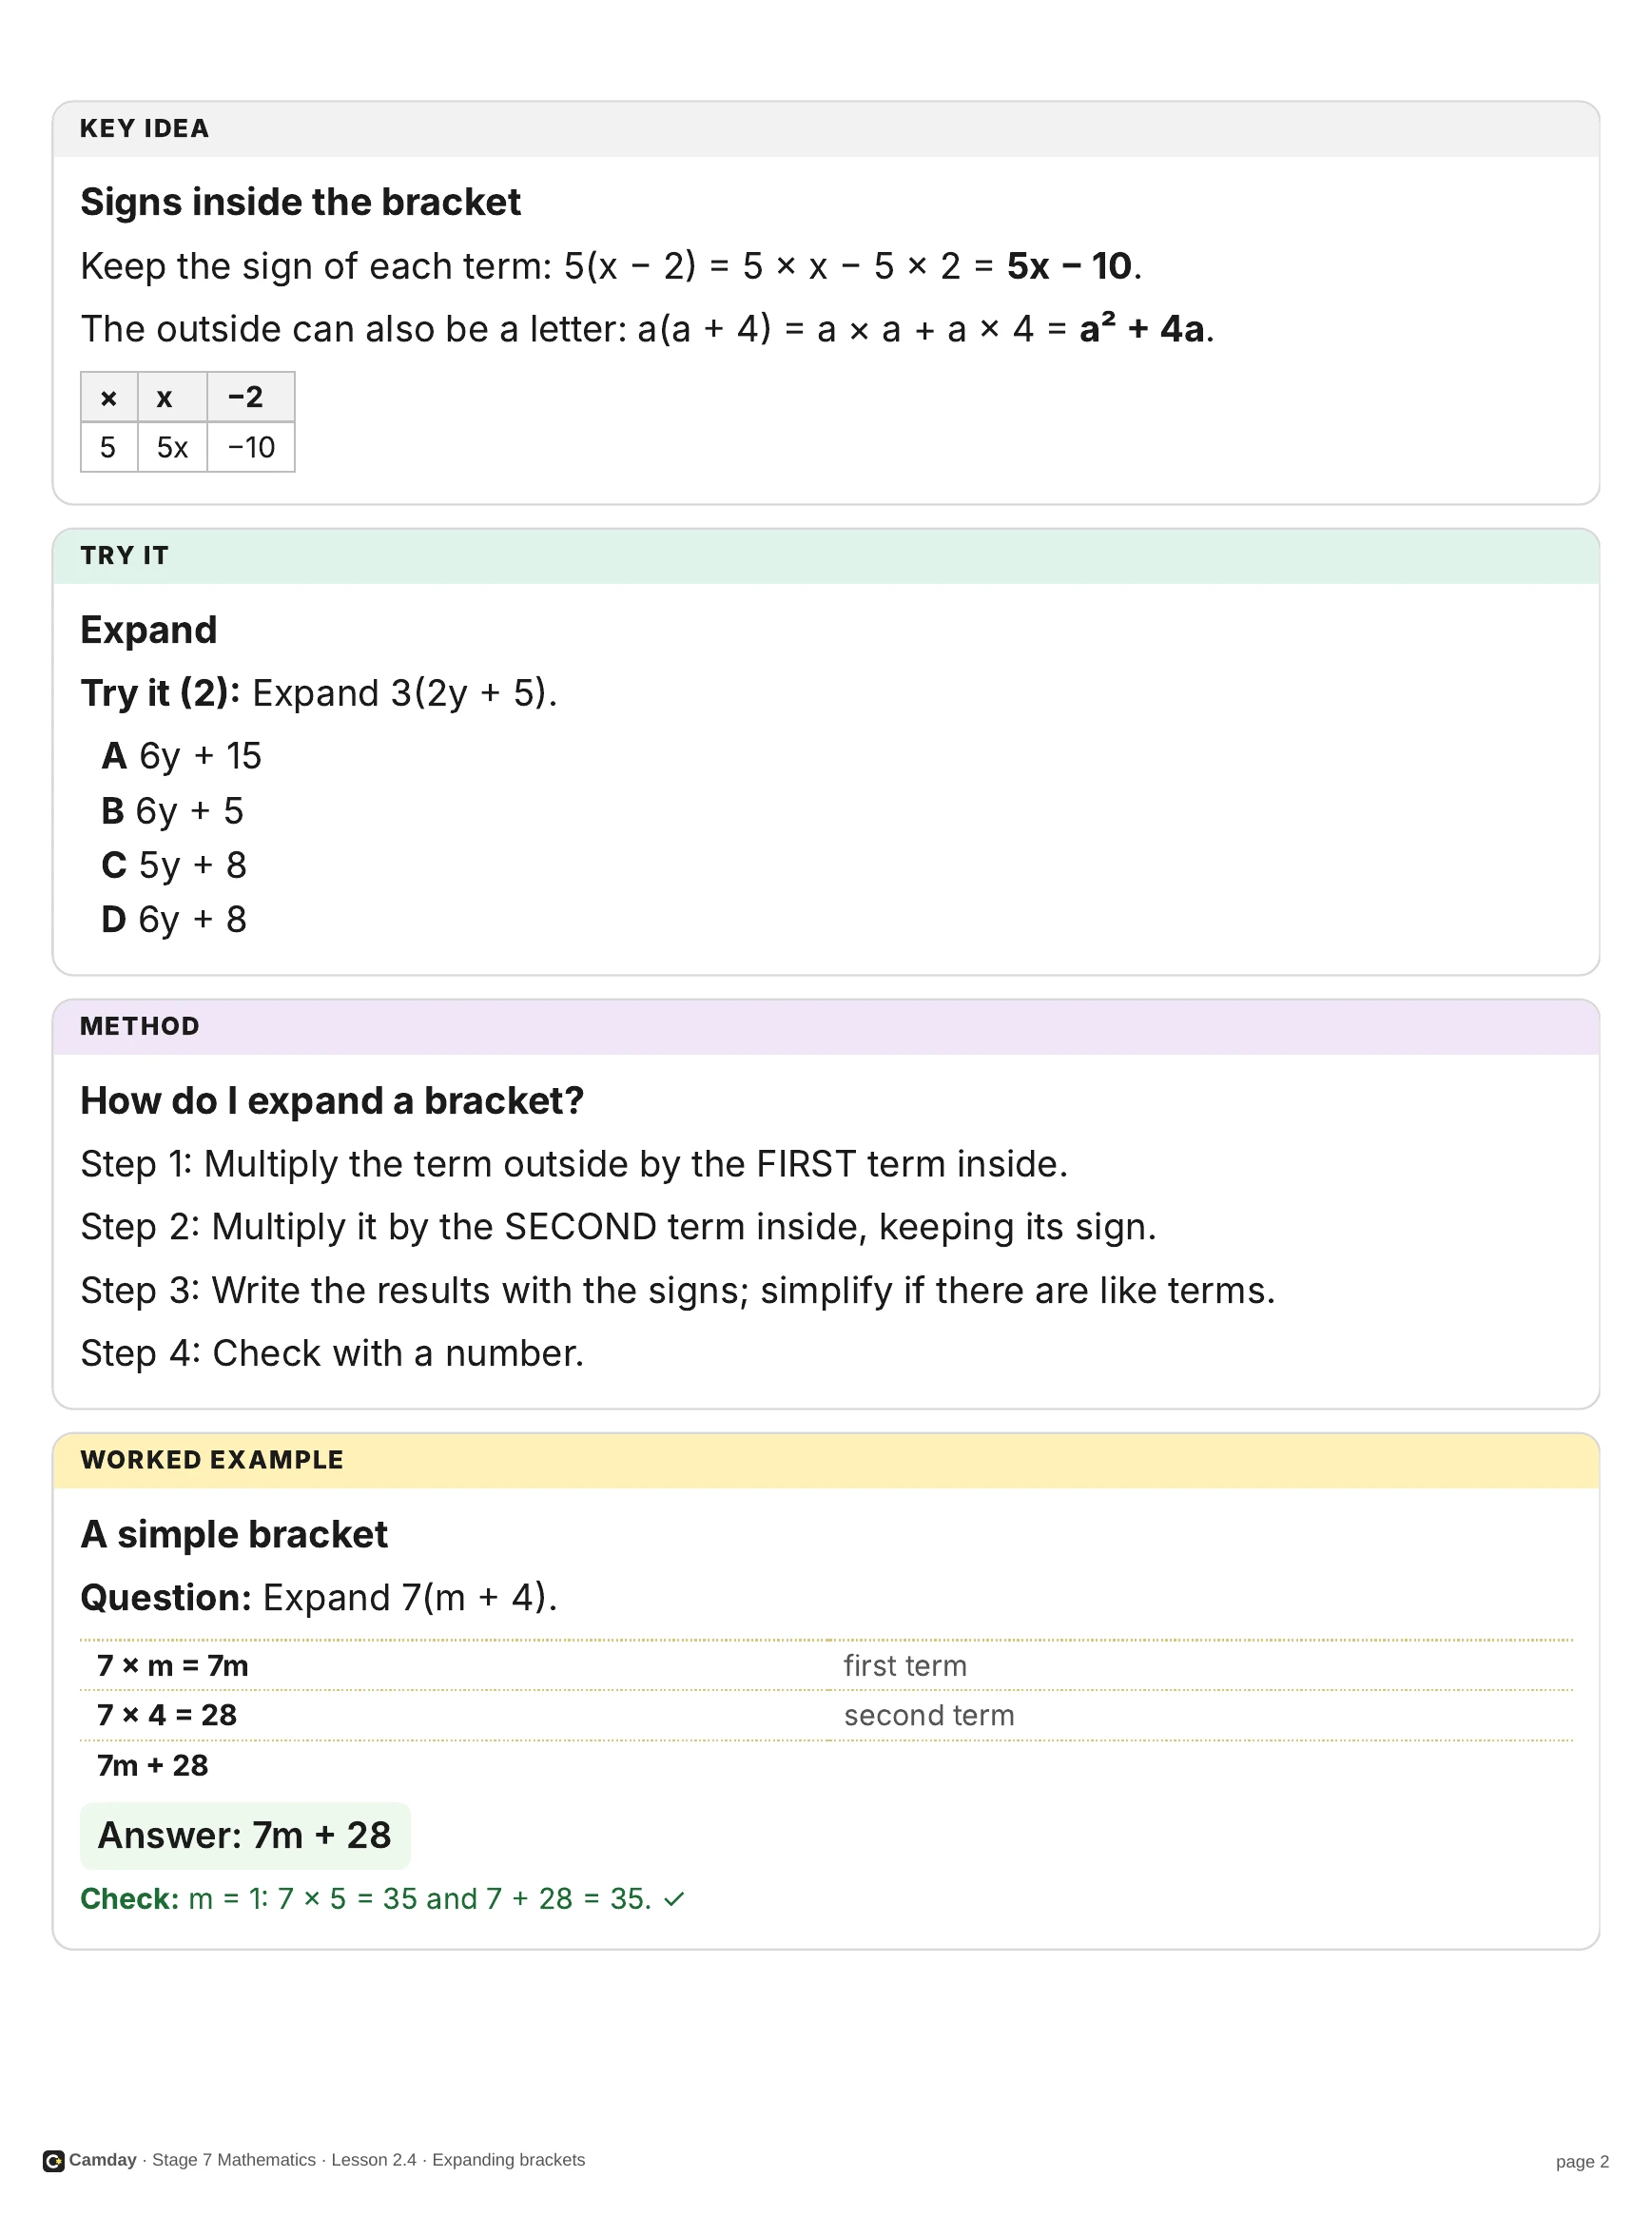 KEY IDEA
Signs inside the bracket
Keep the sign of each term: 5(x − 2) = 5 × x − 5 × 2 = 5x − 10.
The outside can also be a letter: a(a + 4) = a × a + a × 4 = a² + 4a.
× x −2
5 5x −10
TRY IT
Expand
Try it (2): Expand 3(2y + 5).
A 6y + 15
B 6y + 5
C 5y + 8
D 6y + 8
METHOD
How do I expand a bracket?
Step 1: Multiply the term outside by the FIRST term inside.
Step 2: Multiply it by the SECOND term inside, keeping its sign.
Step 3: Write the results with the signs; simplify if there are like terms.
Step 4: Check with a number.
WORKED EXAMPLE
A simple bracket
Question: Expand 7(m + 4).
7 × m = 7m first term
7 × 4 = 28 second term
7m + 28
Answer: 7m + 28
Check: m = 1: 7 × 5 = 35 and 7 + 28 = 35. ✓
Camday · Stage 7 Mathematics · Lesson 2.4 · Expanding brackets page 2